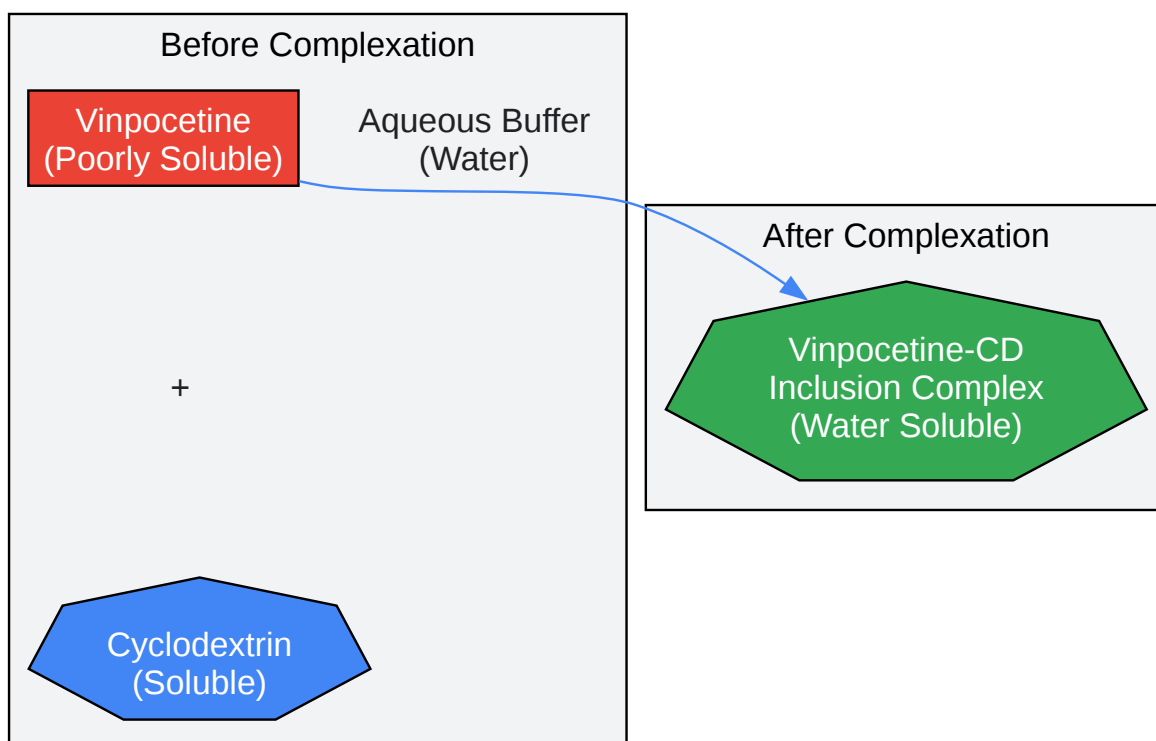 Before Complexation
Vinpocetine
(Poorly Soluble)
Aqueous Buffer
(Water)
+
Cyclodextrin
(Soluble)
After Complexation
Vinpocetine-CD
Inclusion Complex
(Water Soluble)